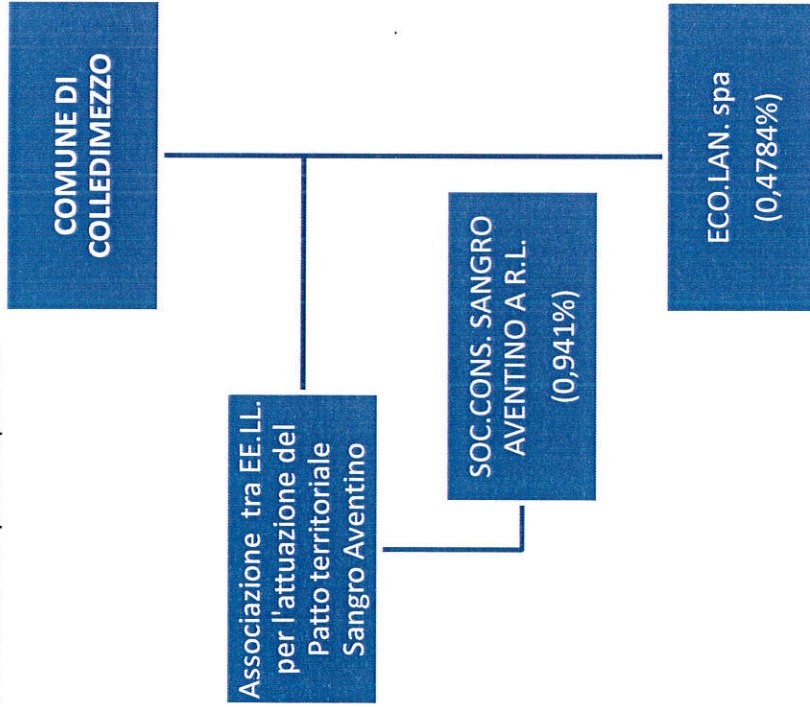 COMUNE DI
COLLEDIMEZZO
Associazione tra EE.LL.
per l'attuazione del
Patto territoriale
Sangro Aventino
SOC.CONS. SANGRO
AVENTINO A R.L.
(0,941%)
ECO.LAN. spa
(0,4784%)